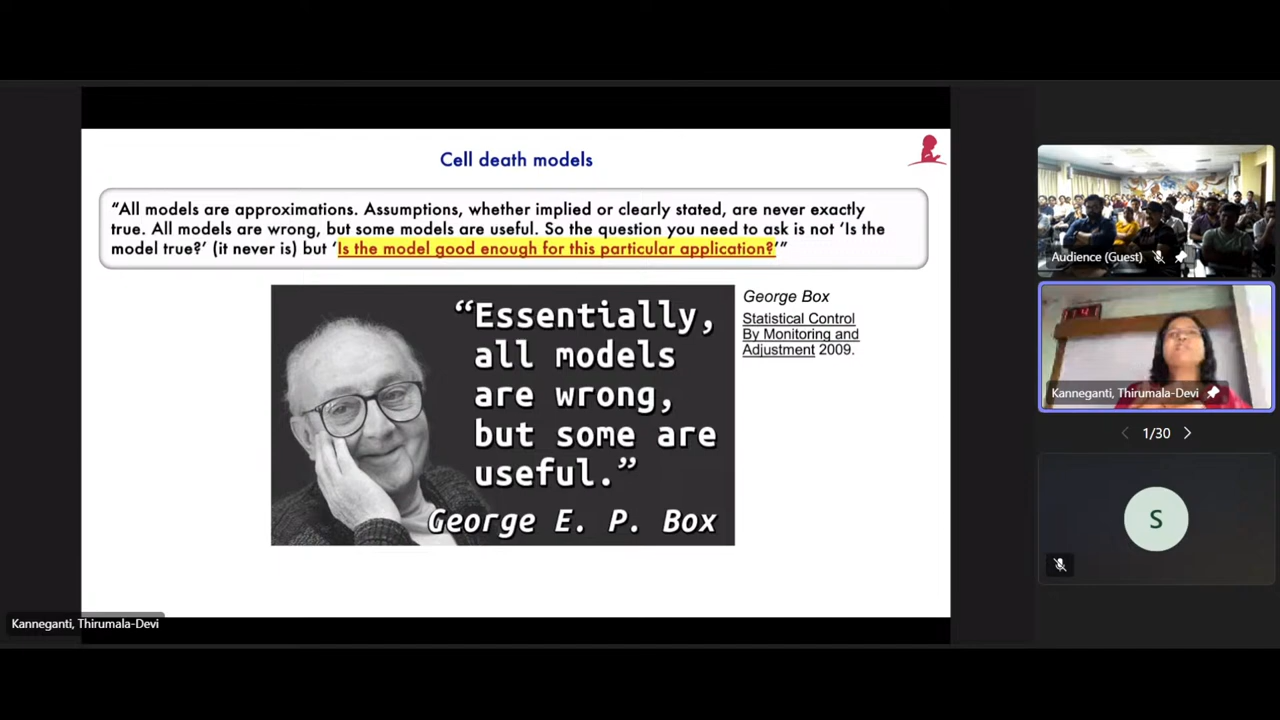 Cell death models
“All models are approximations. Assumptions, whether implied or clearly stated, are never exactly
true. All models are wrong, but some models are useful. So the question you need to ask is not ‘Is the
model true?’ (it never is) but ‘Is the model good enough for this particular application?’”
“Essentially,
all models
are wrong,
but some are
useful.”
George E. P. Box
George Box
Statistical Control
By Monitoring and
Adjustment 2009.
Audience (Guest)
11:41
Kanneganti, Thirumala-Devi
1/30
S
Kanneganti, Thirumala-Devi